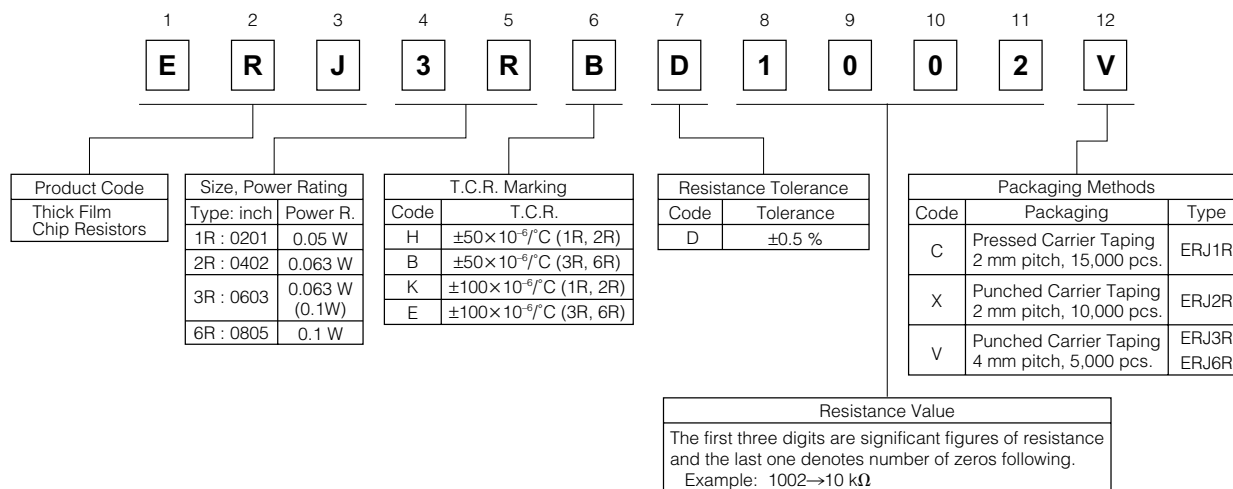 1 2 3 4 5 6 7 8 9 10 11 12
E R J 3 R B D 1 0 0 2 V
Product Code
Thick Film
Chip Resistors
Size, Power Rating
Type: inch Power R.
1R : 0201 0.05 W
2R : 0402 0.063 W
3R : 0603 0.063 W
(0.1W)
6R : 0805 0.1 W
T.C.R. Marking
Code T.C.R.
H ±50×10⁻⁶/°C (1R, 2R)
B ±50×10⁻⁶/°C (3R, 6R)
K ±100×10⁻⁶/°C (1R, 2R)
E ±100×10⁻⁶/°C (3R, 6R)
Resistance Tolerance
Code Tolerance
D ±0.5 %
Packaging Methods
Code Packaging Type
C Pressed Carrier Taping
2 mm pitch, 15,000 pcs. ERJ1R
X Punched Carrier Taping
2 mm pitch, 10,000 pcs. ERJ2R
V Punched Carrier Taping ERJ3R
4 mm pitch, 5,000 pcs. ERJ6R
Resistance Value
The first three digits are significant figures of resistance
and the last one denotes number of zeros following.
Example: 1002→10 kΩ